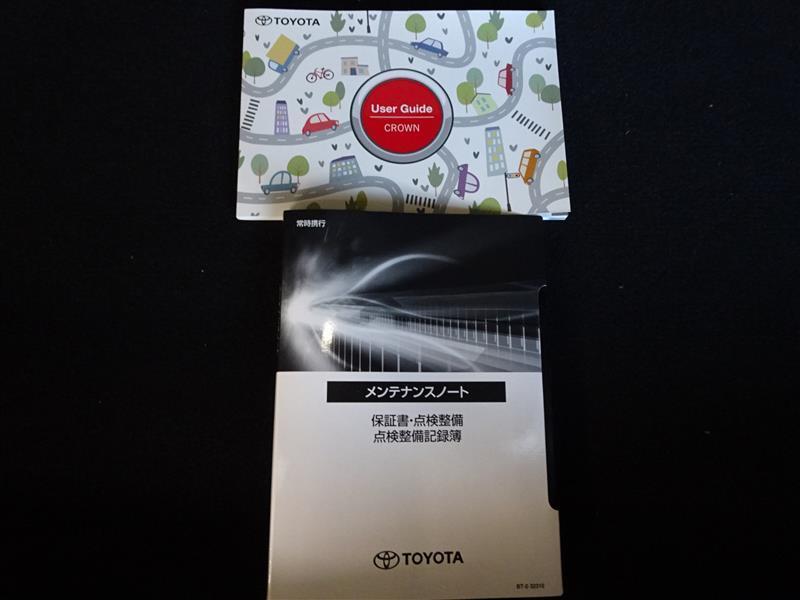 TOYOTA
User Guide
CROWN
常時携行
メンテナンスノート
保証書・点検整備
点検整備記録簿
TOYOTA